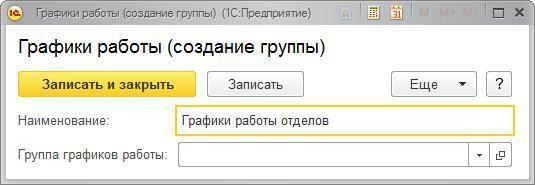 Графики работы (создание группы) (1С:Предприятие)
M M+ M-
Графики работы (создание группы)
Записать и закрыть Записать Еще ?
Наименование: Графики работы отделов
Группа графиков работы: